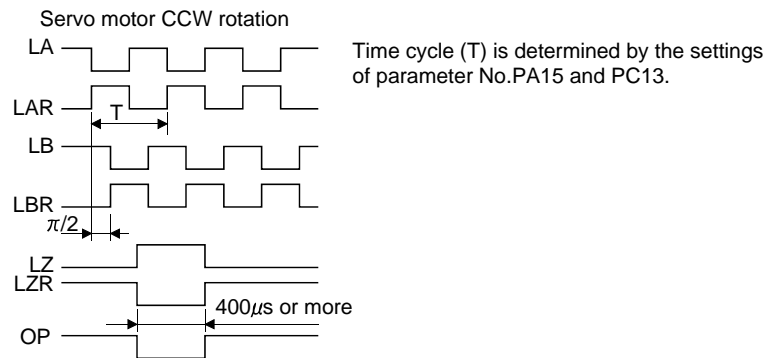 Servo motor CCW rotation
LA
Time cycle (T) is determined by the settings
of parameter No.PA15 and PC13.
LAR
T
LB
LBR
π/2
LZ
LZR
400μs or more
OP